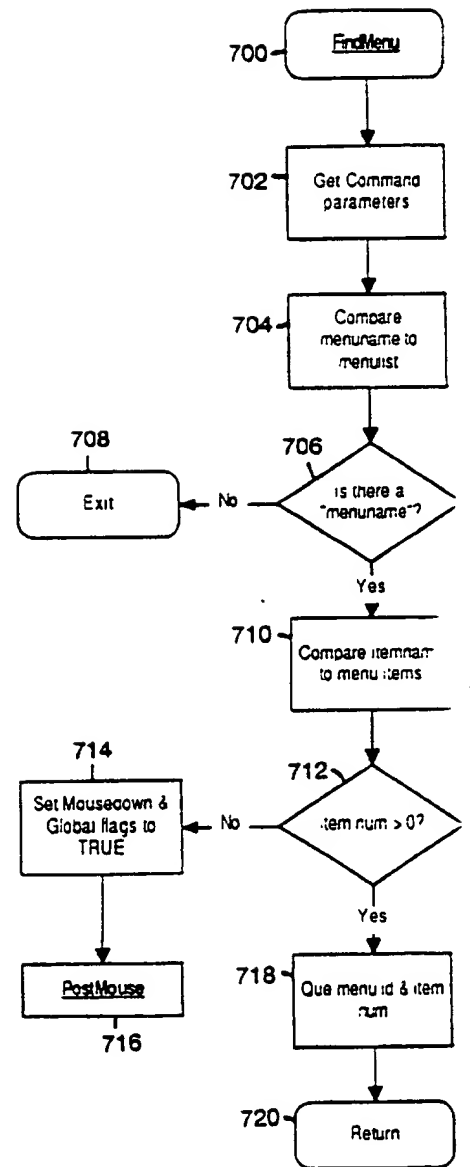 700
FindMenu
702
Get Command
parameters
704
Compare
menuname to
menulist
706
Is there a
"menuname"?
No
708
Exit
Yes
710
Compare itemnam
to menu items
712
item num > 0?
No
714
Set Mousedown &
Global flags to
TRUE
PostMouse
716
Yes
718
Que menu id & item
num
720
Return